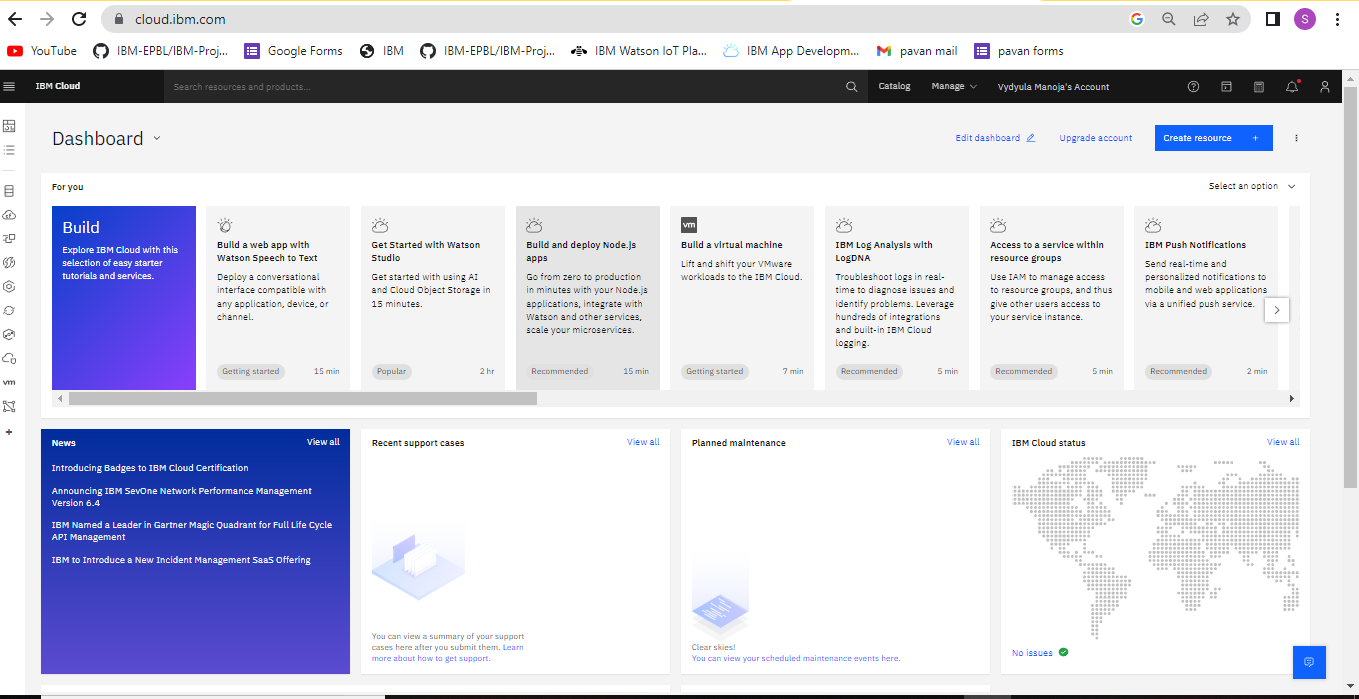 cloud.ibm.com
YouTube
IBM-EPBL/IBM-Proj...
Google Forms
IBM
IBM-EPBL/IBM-Proj...
IBM Watson IoT Pla...
IBM App Developm...
pavan mail
pavan forms
S
IBM Cloud
Search resources and products...
Catalog
Manage
Vydyula Manoja's Account
Dashboard
Edit dashboard
Upgrade account
Create resource +
For you
Select an option
Build
Explore IBM Cloud with this
selection of easy starter
tutorials and services.
Build a web app with
Watson Speech to Text
Deploy a conversational
interface compatible with
any application, device, or
channel.
Getting started
15 min
Get Started with Watson
Studio
Get started with using AI
and Cloud Object Storage in
15 minutes.
Popular
2 hr
Build and deploy Node.js
apps
Go from zero to production
in minutes with your Node.js
applications, integrate with
Watson and other services,
scale your microservices.
Recommended
15 min
vm
Build a virtual machine
Lift and shift your VMware
workloads to the IBM Cloud.
Getting started
7 min
IBM Log Analysis with
LogDNA
Troubleshoot logs in real-
time to diagnose issues and
identify problems. Leverage
hundreds of integrations
and built-in IBM Cloud
logging.
Recommended
5 min
Access to a service within
resource groups
Use IAM to manage access
to resource groups, and thus
give other users access to
your service instance.
Recommended
5 min
IBM Push Notifications
Send real-time and
personalized notifications to
mobile and web applications
via a unified push service.
Recommended
2 min
vm
News
View all
Introducing Badges to IBM Cloud Certification
Announcing IBM SevOne Network Performance Management
Version 6.4
IBM Named a Leader in Gartner Magic Quadrant for Full Life Cycle
API Management
IBM to Introduce a New Incident Management SaaS Offering
Recent support cases
View all
You can view a summary of your support
cases here after you submit them. Learn
more about how to get support.
Planned maintenance
View all
Clear skies!
You can view your scheduled maintenance events here.
IBM Cloud status
View all
No issues